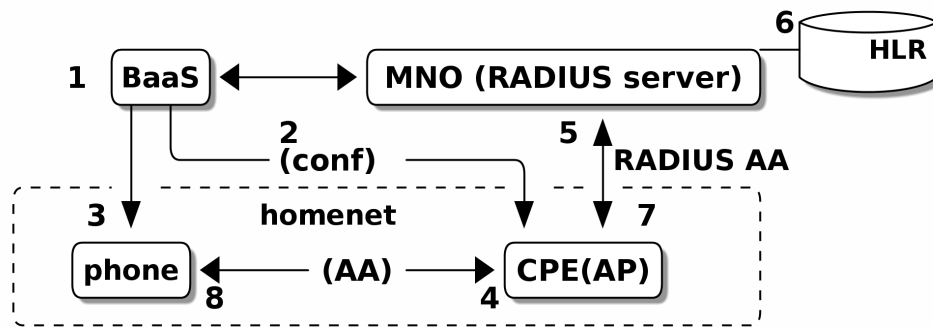 6
HLR
1 BaaS MNO (RADIUS server)
2
(conf)
5
RADIUS AA
3 homenet 7
phone (AA) CPE(AP)
8 4